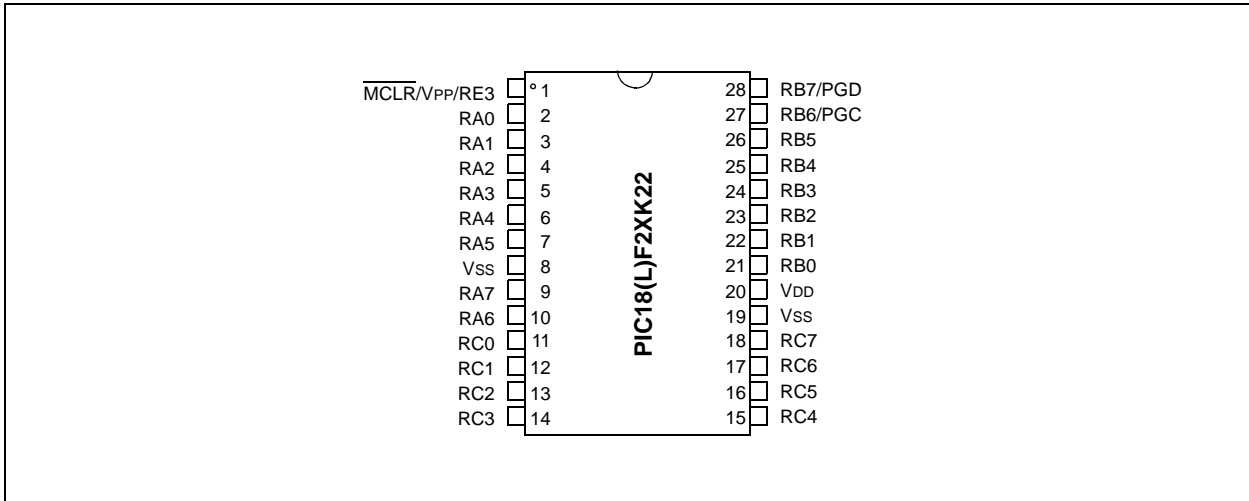 MCLR/VPP/RE3 1 28 RB7/PGD
RA0 2 27 RB6/PGC
RA1 3 26 RB5
RA2 4 25 RB4
RA3 5 24 RB3
RA4 6 23 RB2
RA5 7 22 RB1
VSS 8 21 RB0
RA7 9 20 VDD
RA6 10 19 VSS
RC0 11 18 RC7
RC1 12 17 RC6
RC2 13 16 RC5
RC3 14 15 RC4
PIC18(L)F2XK22